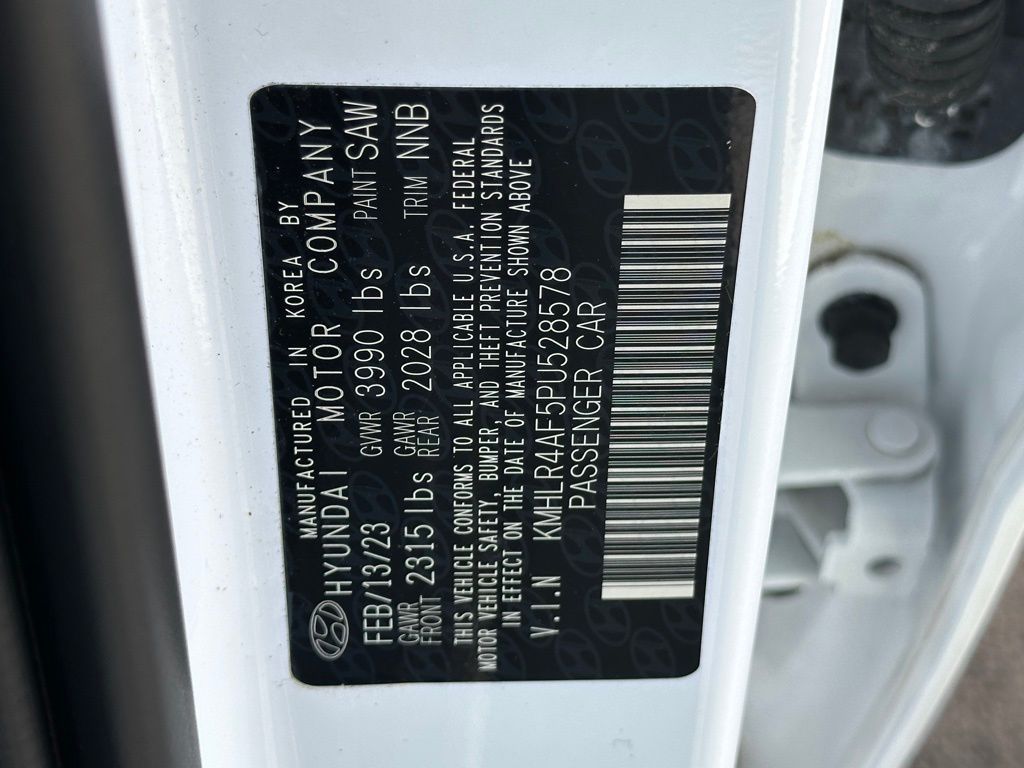 MANUFACTURED IN KOREA BY
HYUNDAI MOTOR COMPANY
FEB/13/23 GVWR 3990 lbs PAINT SAW
GAWR FRONT 2315 lbs GAWR REAR 2028 lbs TRIM NNB
THIS VEHICLE CONFORMS TO ALL APPLICABLE U.S.A. FEDERAL
MOTOR VEHICLE SAFETY, BUMPER, AND THEFT PREVENTION STANDARDS
IN EFFECT ON THE DATE OF MANUFACTURE SHOWN ABOVE
V.I.N KMHLR4AF5PU528578
PASSENGER CAR